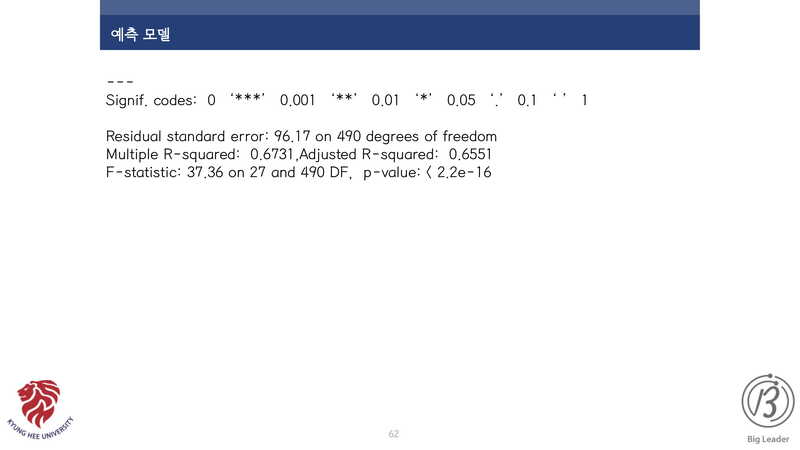 예측 모델
---
Signif. codes:  0  ‘***’  0.001  ‘**’  0.01  ‘*’  0.05  ‘.’  0.1  ‘ ’  1
Residual standard error: 96.17 on 490 degrees of freedom
Multiple R-squared:  0.6731,Adjusted R-squared:  0.6551
F-statistic: 37.36 on 27 and 490 DF,  p-value: < 2.2e-16
KYUNG HEE UNIVERSITY
62
Big Leader